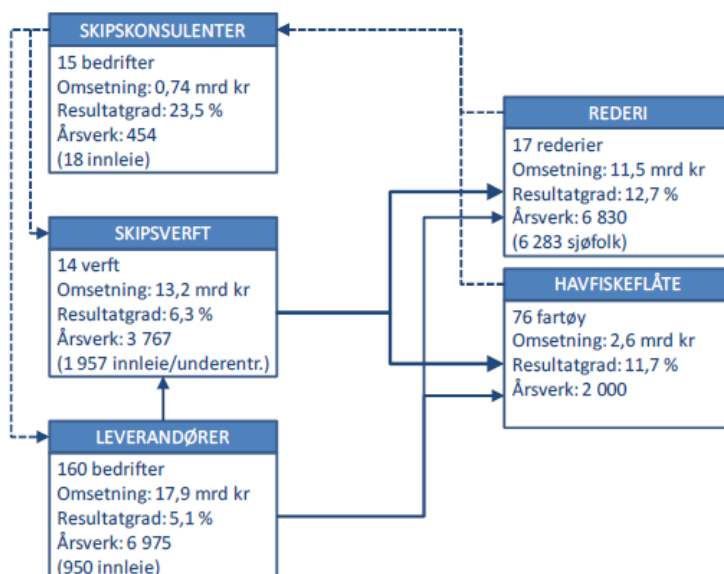 SKIPSKONSULENTER
15 bedrifter
Omsetning: 0,74 mrd kr
Resultatgrad: 23,5 %
Årsverk: 454
(18 innleie)
SKIPSVERFT
14 verft
Omsetning: 13,2 mrd kr
Resultatgrad: 6,3 %
Årsverk: 3 767
(1 957 innleie/underentr.)
LEVERANDØRER
160 bedrifter
Omsetning: 17,9 mrd kr
Resultatgrad: 5,1 %
Årsverk: 6 975
(950 innleie)
REDERI
17 rederier
Omsetning: 11,5 mrd kr
Resultatgrad: 12,7 %
Årsverk: 6 830
(6 283 sjøfolk)
HAVFISKEFLÅTE
76 fartøy
Omsetning: 2,6 mrd kr
Resultatgrad: 11,7 %
Årsverk: 2 000